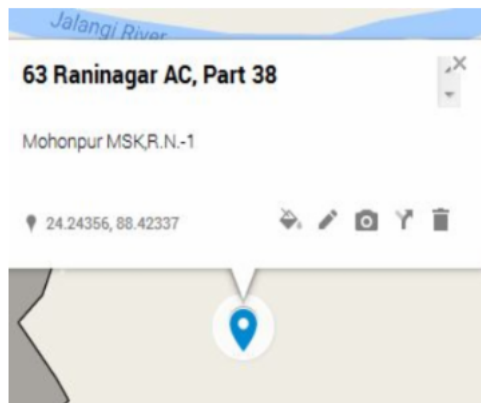 Jalangi River
63 Raninagar AC, Part 38
Mohonpur MSK,R.N.-1
24.24356, 88.42337